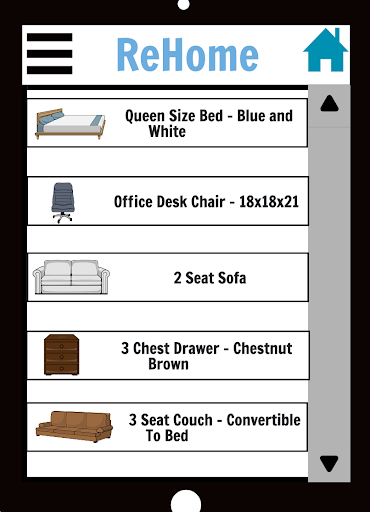 ReHome
Queen Size Bed - Blue and
White
Office Desk Chair - 18x18x21
2 Seat Sofa
3 Chest Drawer - Chestnut
Brown
3 Seat Couch - Convertible
To Bed